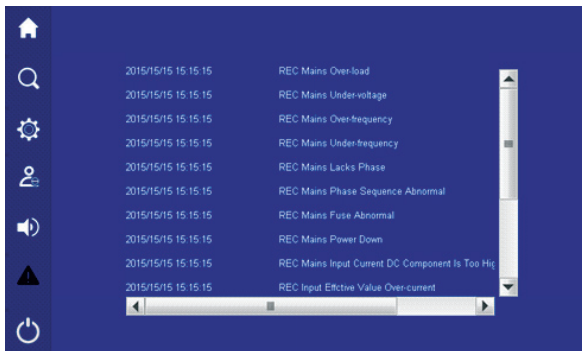 2015/15/15 15:15:15 REC Mains Over-load
2015/15/15 15:15:15 REC Mains Under-voltage
2015/15/15 15:15:15 REC Mains Over-frequency
2015/15/15 15:15:15 REC Mains Under-frequency
2015/15/15 15:15:15 REC Mains Lacks Phase
2015/15/15 15:15:15 REC Mains Phase Sequence Abnormal
2015/15/15 15:15:15 REC Mains Fuse Abnormal
2015/15/15 15:15:15 REC Mains Power Down
2015/15/15 15:15:15 REC Mains Input Current DC Component Is Too Hig
2015/15/15 15:15:15 REC Input Effctive Value Over-current